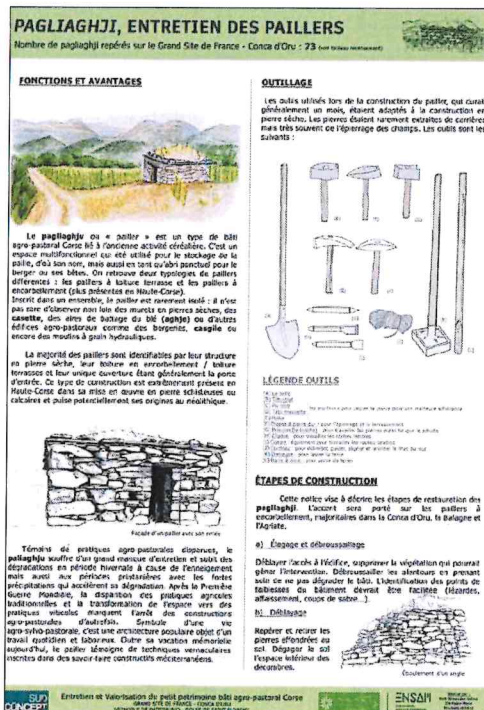 PAGLIAGHJI, ENTRETIEN DES PAILLERS
Nombre de pagliaghji repérés sur le Grand Site de France - Conca d'Oru : 73
FONCTIONS ET AVANTAGES
Le pagliaghju ou « pailler » est un type de bâti
agro-pastoral Corse lié à l'ancienne activité céréalière. C'est un
espace multifonctionnel qui été utilisé pour le stockage de la
paille, d'où son nom, mais aussi en tant qu'abri ponctuel pour le
berger ou ses bêtes. On retrouve deux typologies de paillers
différentes : les paillers à toiture terrasse et les paillers à
encorbellement (plus présentes en Haute-Corse).
Inscrit dans un ensemble, le pailler est rarement isolé : il n'est
pas rare d'observer non loin des murets en pierres sèches, des
casette, des aires de battage du blé (aghje) ou d'autres
édifices agro-pastoraux comme des bergeries, casgile ou
encore des moulins à grain hydrauliques.
La majorité des paillers sont identifiables par leur structure
en pierre sèche, leur toiture en encorbellement / toiture
terrasses et leur unique ouverture étant généralement la porte
d'entrée. Ce type de construction est extrêmement présent en
Haute-Corse dans sa mise en œuvre en pierre schisteuse ou
calcaires et puise potentiellement ses origines au néolithique.
Façade d'un pailler avec son entrée
Témoins de pratiques agro-pastorales disparues, le
pailaghju souffre d'un grand manque d'entretien et subit des
dégradations en période hivernale à cause de l'enneigement
mais aussi aux périodes printanières avec les fortes
précipitations qui accélèrent sa dégradation. Après la Première
Guerre Mondiale, la disparition des pratiques agricoles
traditionnelles et la transformation de l'espace vers des
pratiques viticoles marquent l'arrêt des constructions
agro-pastorales d'autrefois. Symbole d'une vie
agro-sylvo-pastorale, c'est une architecture populaire objet d'un
travail quotidien et laborieux. Outre sa vocation mémorielle
aujourd'hui, le pailler témoigne de techniques vernaculaires
inscrites dans des savoir-faire constructifs méditerranéens.
OUTILLAGE
Les outils utilisés lors de la construction du pailler, qui durait
généralement un mois, étaient adaptés à la construction en
pierre sèche. Les pierres étaient rarement extraites de carrières
mais très souvent de l'épierrage des champs. Les outils sont les
suivants :
LÉGENDE OUTILS
ÉTAPES DE CONSTRUCTION
Cette notice vise à décrire les étapes de restauration des
pagliaghji. L'accent sera porté sur les paillers à
encorbellement, majoritaires dans la Conca d'Oru, la Balagne et
l'Agriate.
a) Élagage et débroussaillage
Déblayer l'accès à l'édifice, supprimer la végétation qui pourrait
gêner l'intervention. Débroussailler les alentours en prenant
soin de ne pas dégrader le bâti. L'identification des points de
faiblesses du bâtiment devrait être facilitée (lézardes,
affaissement, coups de sabre...).
b) Déblayage
Repérer et retirer les
pierres effondrées au
sol. Dégager le sol
l'espace intérieur des
décombres.
Éboulement d'un angle
SUD
CONCEPT
Entretien et Valorisation du petit patrimoine bâti agro-pastoral Corse
GRAND SITE DE FRANCE - CONCA D'ORU
ENSAM